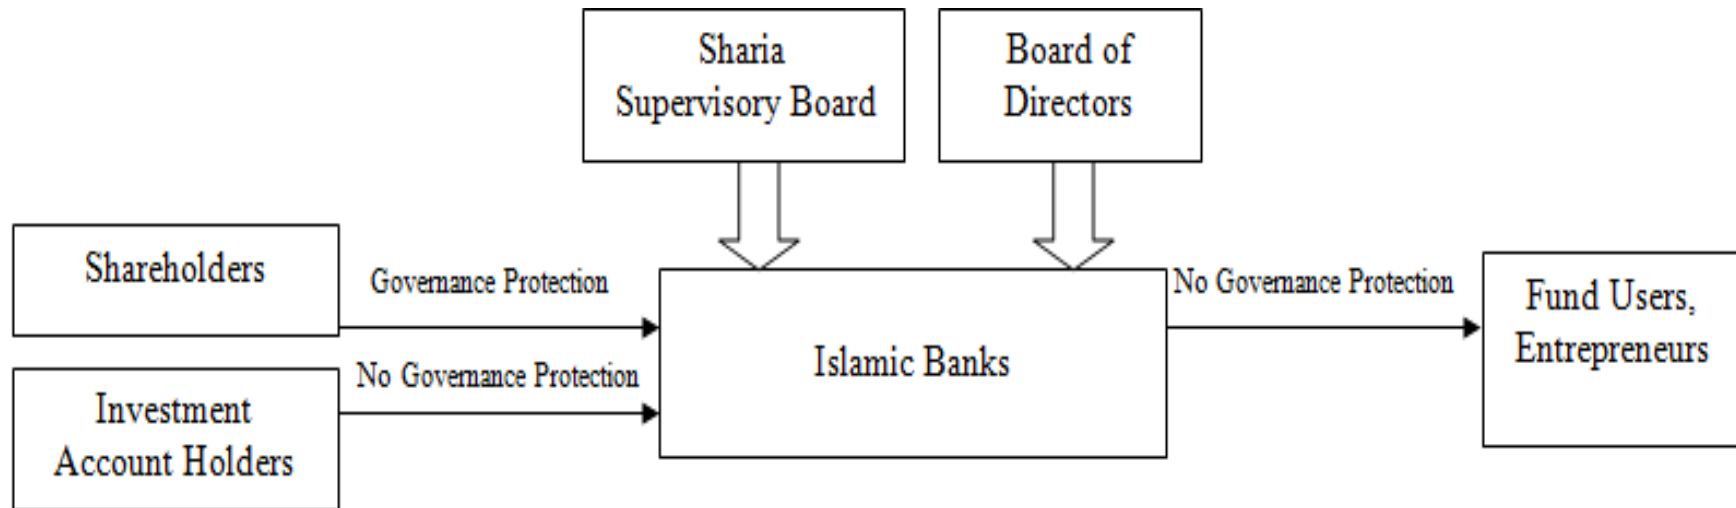 Sharia
Supervisory Board
Board of
Directors
Shareholders
Governance Protection
Investment
Account Holders
No Governance Protection
Islamic Banks
No Governance Protection
Fund Users,
Entrepreneurs